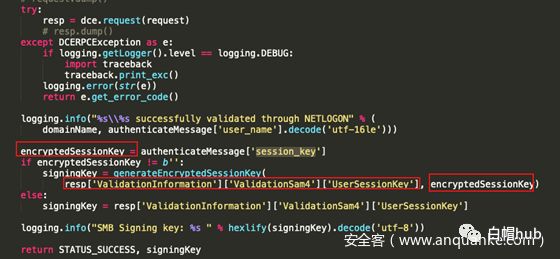 # request.dump()
try:
resp = dce.request(request)
# resp.dump()
except DCERPCException as e:
if logging.getLogger().level == logging.DEBUG:
import traceback
traceback.print_exc()
logging.error(str(e))
return e.get_error_code()
logging.info("%s\\%s successfully validated through NETLOGON" % (
domainName, authenticateMessage['user_name'].decode('utf-16le')))
encryptedSessionKey = authenticateMessage['session_key']
if encryptedSessionKey != b'':
signingKey = generateEncryptedSessionKey(
resp['ValidationInformation']['ValidationSam4']['UserSessionKey'], encryptedSessionKey)
else:
signingKey = resp['ValidationInformation']['ValidationSam4']['UserSessionKey']
logging.info("SMB Signing key: %s " % hexlify(signingKey).decode('utf-8'))
return STATUS_SUCCESS, signingKey
白帽hub
安全客（www.anquanke.com）